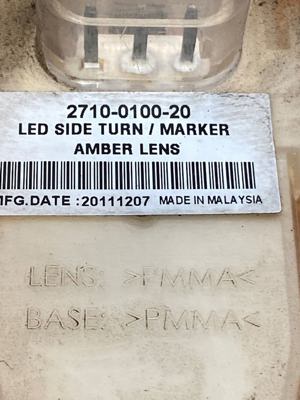 2710-0100-20
LED SIDE TURN / MARKER
AMBER LENS
MFG.DATE :20111207 MADE IN MALAYSIA
LENS: >PMMA<
BASE: >PMMA<